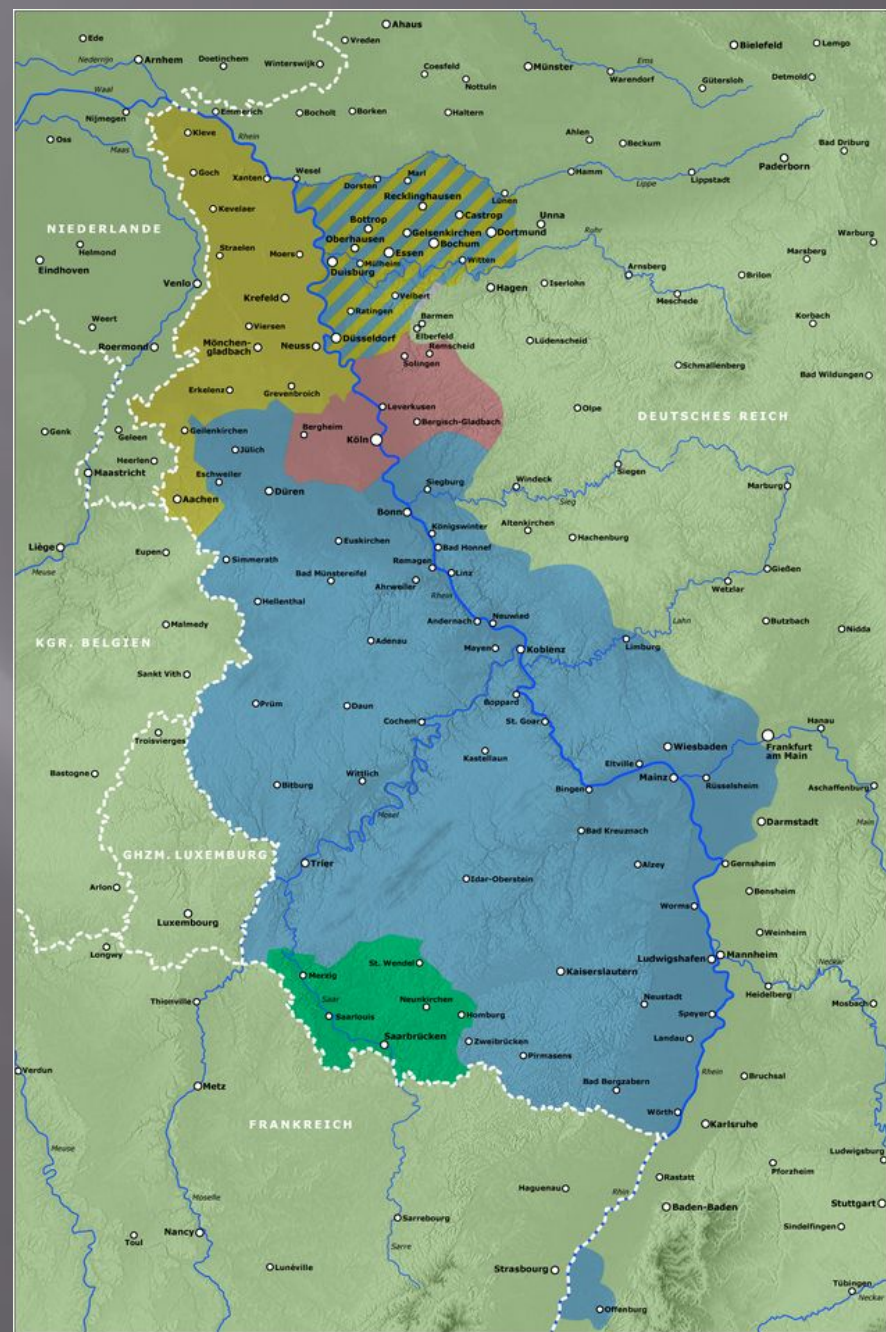 Ahaus
Ede
Vreden
Bielefeld
Lemgo
Arnhem
Nederrijn
Doetinchem
Winterswijk
Coesfeld
Nottuln
Münster
Ems
Warendorf
Gütersloh
Detmold
Waal
Nijmegen
Emmerich
Bocholt
Borken
Haltern
Oss
Maas
Kleve
Rhein
Ahlen
Beckum
Bad Driburg
Paderborn
Goch
Xanten
Wesel
Dorsten
Marl
Recklinghausen
Lünen
Hamm
Lippe
Lippstadt
Kevelaer
Castrop
Unna
NIEDERLANDE
Bottrop
Gelsenkirchen
Dortmund
Warburg
Helmond
Straelen
Oberhausen
Bochum
Ruhr
Eindhoven
Moers
Essen
Witten
Marsberg
Duisburg
Mülheim
Arnsberg
Brilon
Venlo
Krefeld
Velbert
Hagen
Iserlohn
Meschede
Weert
Viersen
Ratingen
Barmen
Korbach
Elberfeld
Roermond
Mönchen-
gladbach
Neuss
Düsseldorf
Remscheid
Lüdenscheid
Solingen
Schmallenberg
Bad Wildungen
Erkelenz
Grevenbroich
Leverkusen
Olpe
DEUTSCHES REICH
Genk
Geleen
Geilenkirchen
Bergheim
Bergisch-Gladbach
Köln
Heerlen
Jülich
Maastricht
Eschweiler
Siegen
Aachen
Düren
Siegburg
Windeck
Marburg
Sieg
Bonn
Königswinter
Altenkirchen
Hachenburg
Liège
Meuse
Eupen
Simmerath
Euskirchen
Bad Honnef
Remagen
Linz
Bad Münstereifel
Ahrweiler
Gießen
Wetzlar
Hellenthal
Rhein
Lahn
Malmedy
Andernach
Neuwied
Butzbach
Nidda
KGR. BELGIEN
Adenau
Mayen
Koblenz
Limburg
Sankt Vith
Boppard
Prüm
Daun
Cochem
St. Goar
Hanau
Troisvierges
Wiesbaden
Frankfurt
am Main
Kastellaun
Eltville
Bastogne
Bitburg
Wittlich
Bingen
Mainz
Rüsselsheim
Aschaffenburg
Mosel
Main
Bad Kreuznach
Darmstadt
GHZM. LUXEMBURG
Trier
Alzey
Gernsheim
Arlon
Idar-Oberstein
Bensheim
Luxembourg
Worms
Weinheim
Longwy
St. Wendel
Ludwigshafen
Mannheim
Neckar
Merzig
Kaiserslautern
Thionville
Saar
Neunkirchen
Heidelberg
Mosbach
Saarlouis
Homburg
Neustadt
Speyer
Saarbrücken
Zweibrücken
Landau
Verdun
Pirmasens
Metz
Bad Bergzabern
Rhein
Bruchsal
Wörth
FRANKREICH
Karlsruhe
Meuse
Ludwigsburg
Pforzheim
Rastatt
Moselle
Haguenau
Rhin
Baden-Baden
Stuttgart
Sarrebourg
Sindelfingen
Toul
Nancy
Sarre
Lunéville
Strasbourg
Tübingen
Offenburg
Neckar